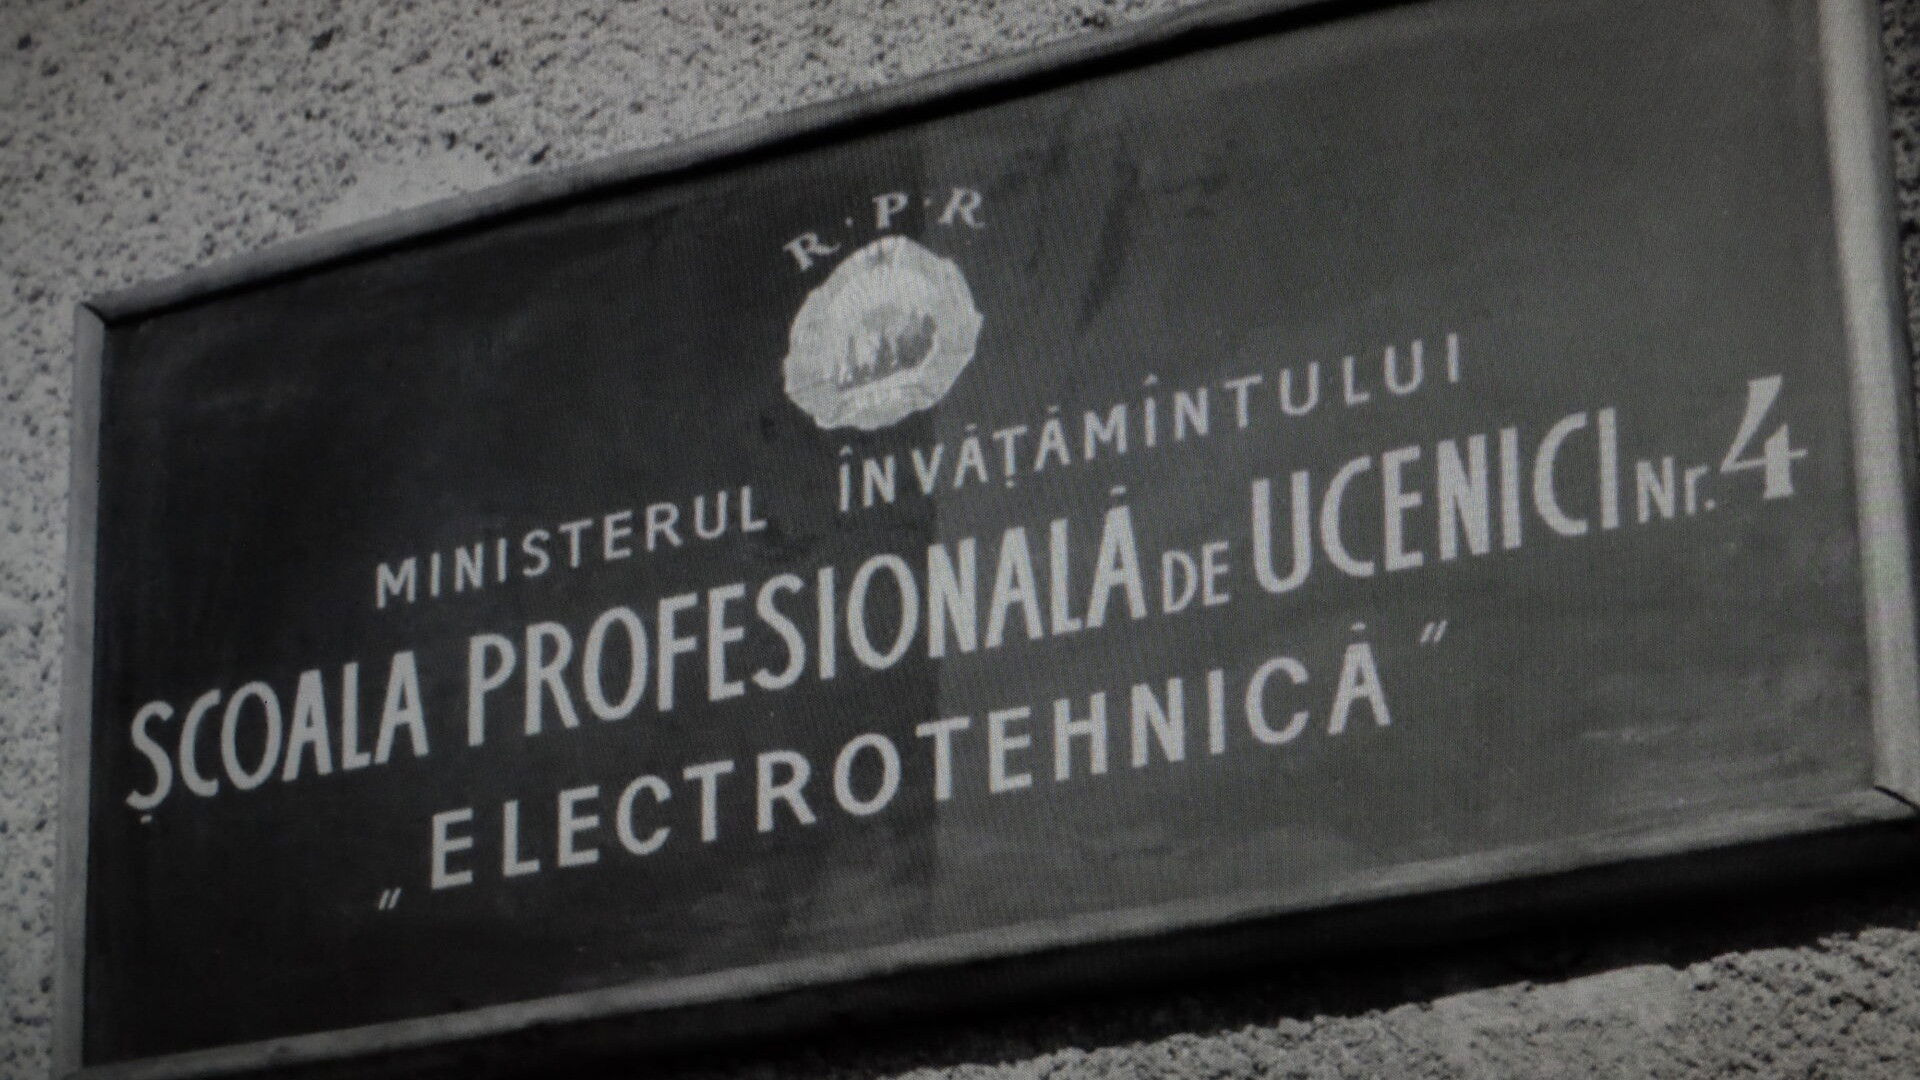 R·P·R
MINISTERUL ÎNVĂȚĂMÎNTULUI
ȘCOALA PROFESIONALĂ DE UCENICI Nr. 4
„ELECTROTEHNICĂ”